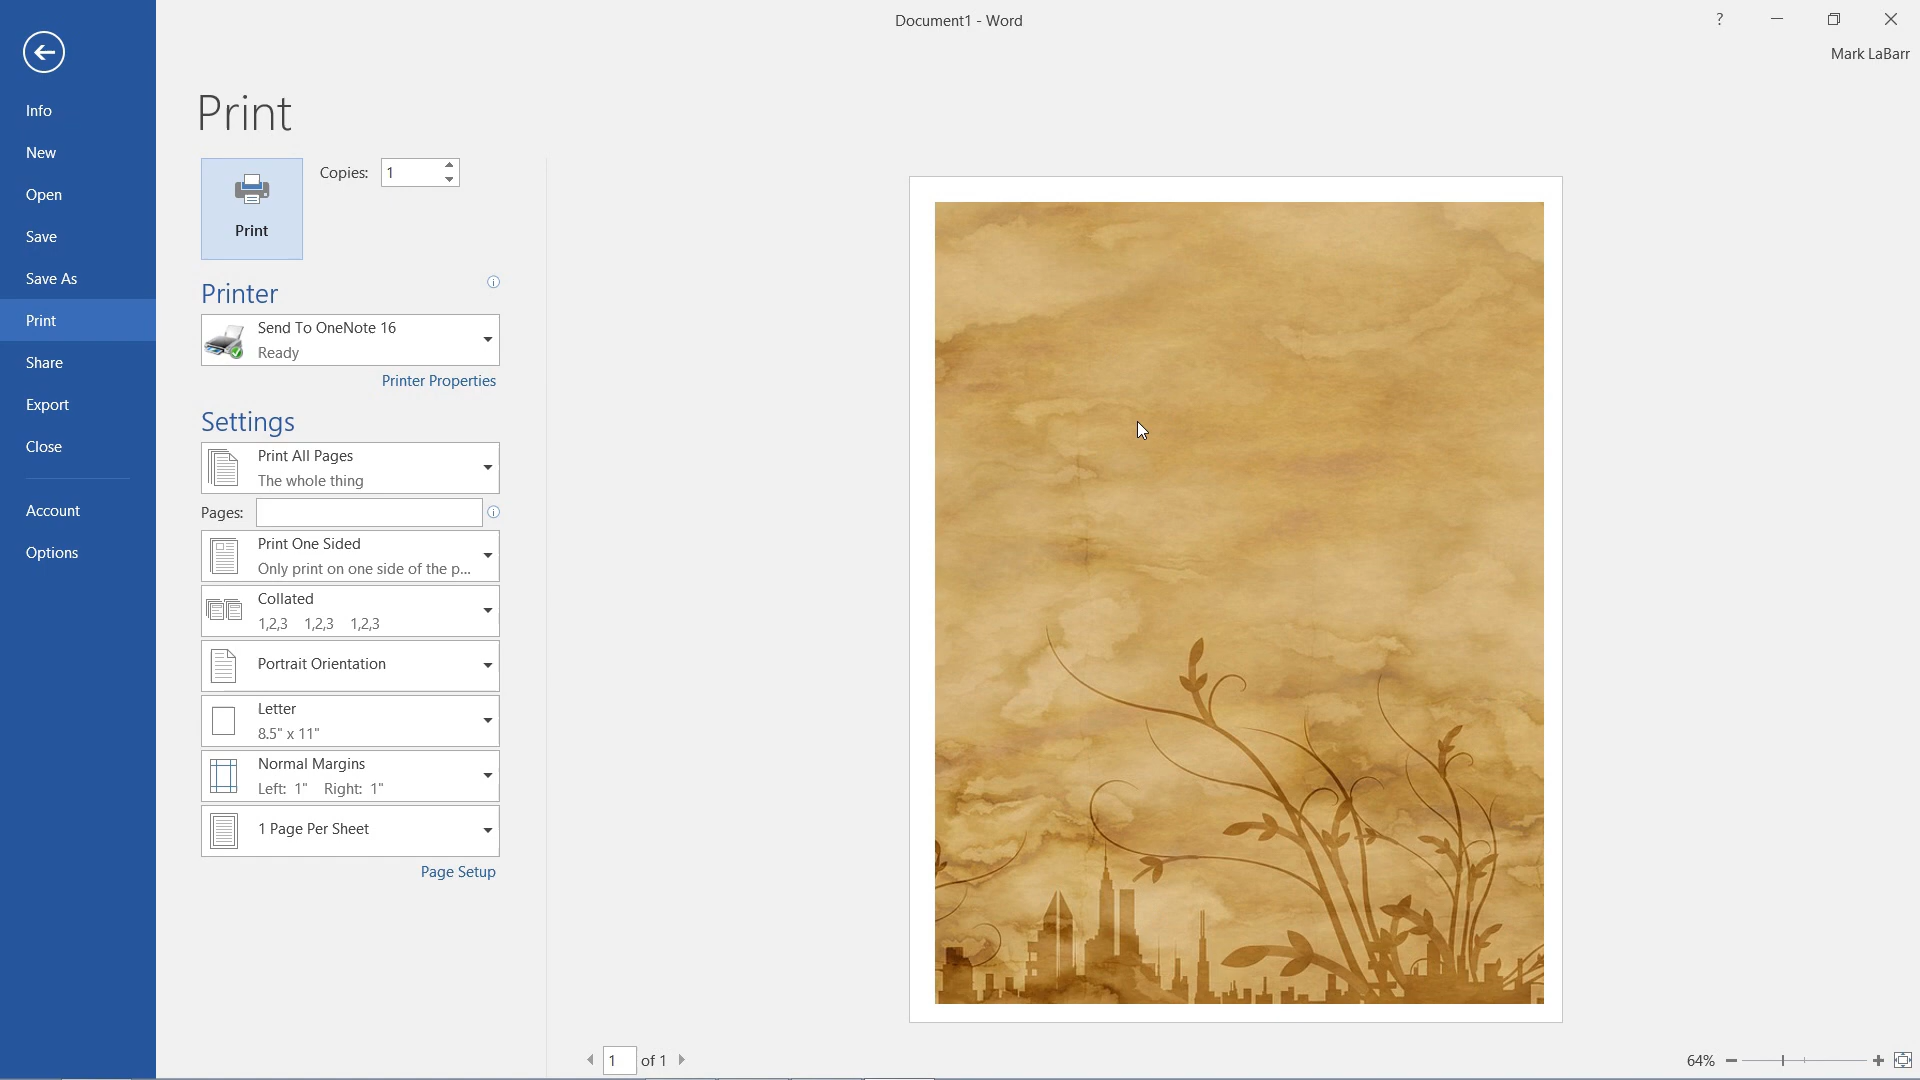 Document1 - Word
?
Mark LaBarr
Info
New
Open
Save
Save As
Print
Share
Export
Close
Account
Options
Print
Print
Copies: 1
Printer
Send To OneNote 16
Ready
Printer Properties
Settings
Print All Pages
The whole thing
Pages:
Print One Sided
Only print on one side of the p...
Collated
1,2,3 1,2,3 1,2,3
Portrait Orientation
Letter
8.5" x 11"
Normal Margins
Left: 1" Right: 1"
1 Page Per Sheet
Page Setup
1 of 1
64%